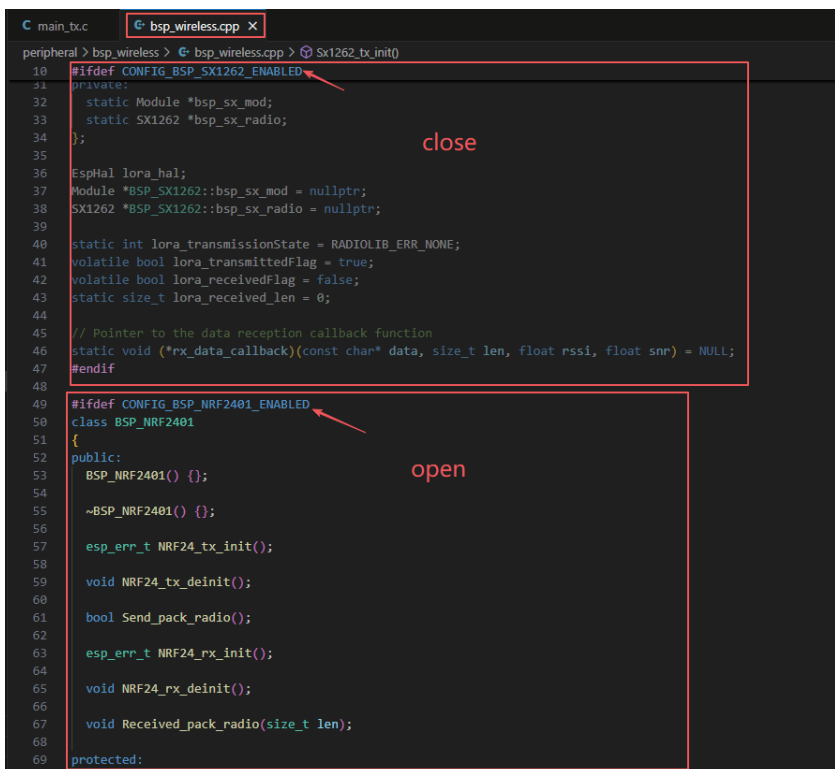 main_tx.c
bsp_wireless.cpp
peripheral > bsp_wireless > bsp_wireless.cpp > Sx1262_tx_init()
10 #ifdef CONFIG_BSP_SX1262_ENABLED
31 private:
32 static Module *bsp_sx_mod;
33 static SX1262 *bsp_sx_radio;
34 };
close
35
36 EspHal lora_hal;
37 Module *BSP_SX1262::bsp_sx_mod = nullptr;
38 SX1262 *BSP_SX1262::bsp_sx_radio = nullptr;
39
40 static int lora_transmissionState = RADIOLIB_ERR_NONE;
41 volatile bool lora_transmittedFlag = true;
42 volatile bool lora_receivedFlag = false;
43 static size_t lora_received_len = 0;
44
45 // Pointer to the data reception callback function
46 static void (*rx_data_callback)(const char* data, size_t len, float rssi, float snr) = NULL;
47 #endif
48
49 #ifdef CONFIG_BSP_NRF2401_ENABLED
50 class BSP_NRF2401
51 {
52 public:
53 BSP_NRF2401() {};
open
54
55 ~BSP_NRF2401() {};
56
57 esp_err_t NRF24_tx_init();
58
59 void NRF24_tx_deinit();
60
61 bool Send_pack_radio();
62
63 esp_err_t NRF24_rx_init();
64
65 void NRF24_rx_deinit();
66
67 void Received_pack_radio(size_t len);
68
69 protected: